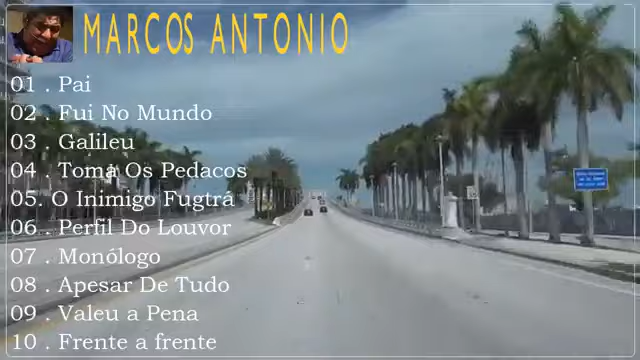 MARCOS ANTONIO
01 . Pai
02 . Fui No Mundo
03 . Galileu
04 . Toma Os Pedacos
05. O Inimigo Fugtrá
06 . Perfil Do Louvor
07 . Monólogo
08 . Apesar De Tudo
09 . Valeu a Pena
10 . Frente a frente